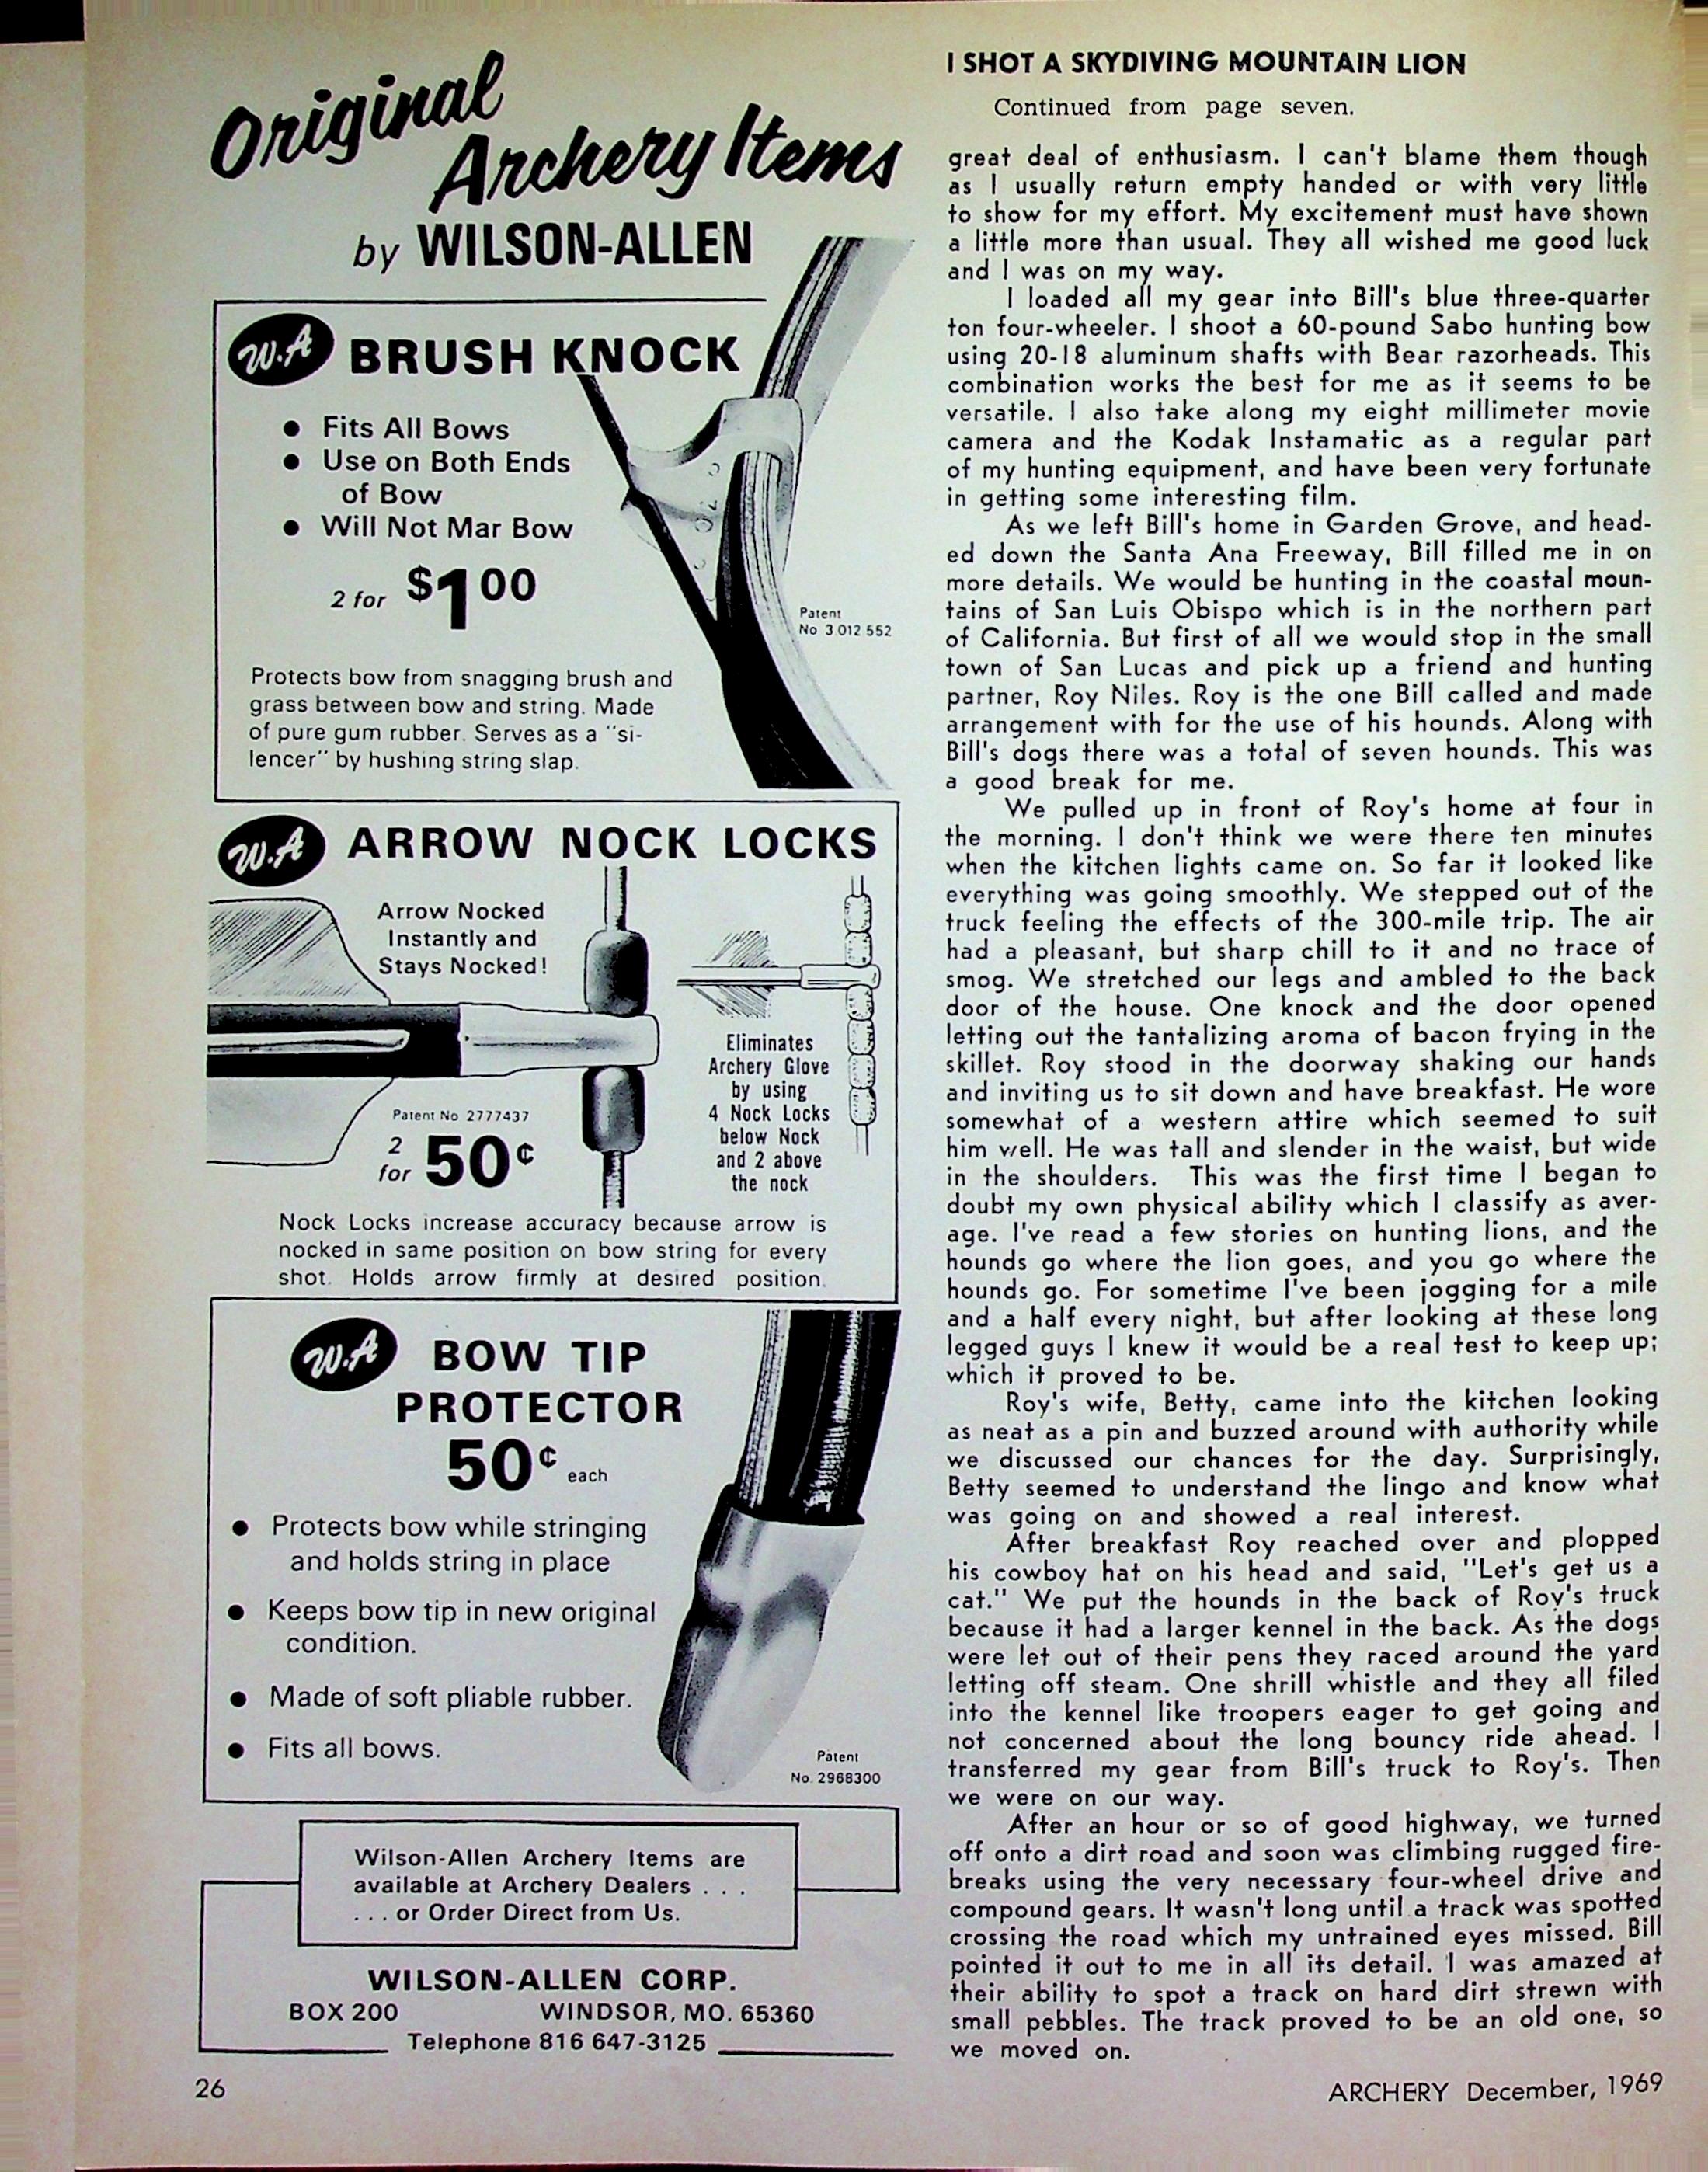 Original
Archery Items
by WILSON-ALLEN
W-A BRUSH KNOCK
● Fits All Bows
● Use on Both Ends
of Bow
● Will Not Mar Bow
2 for $1.00
Patent
No 3 012 552
Protects bow from snagging brush and
grass between bow and string. Made
of pure gum rubber. Serves as a "si-
lencer" by hushing string slap.
W-A ARROW NOCK LOCKS
Arrow Nocked
Instantly and
Stays Nocked!
Eliminates
Archery Glove
by using
4 Nock Locks
below Nock
and 2 above
the nock
Patent No 2777437
2
for 50¢
Nock Locks increase accuracy because arrow is
nocked in same position on bow string for every
shot. Holds arrow firmly at desired position.
W-A BOW TIP
PROTECTOR
50¢ each
● Protects bow while stringing
and holds string in place
● Keeps bow tip in new original
condition.
● Made of soft pliable rubber.
● Fits all bows.
Patent
No. 2968300
Wilson-Allen Archery Items are
available at Archery Dealers . . .
. . . or Order Direct from Us.
WILSON-ALLEN CORP.
BOX 200 WINDSOR, MO. 65360
Telephone 816 647-3125
26
I SHOT A SKYDIVING MOUNTAIN LION
Continued from page seven.
great deal of enthusiasm. I can't blame them though
as I usually return empty handed or with very little
to show for my effort. My excitement must have shown
a little more than usual. They all wished me good luck
and I was on my way.
I loaded all my gear into Bill's blue three-quarter
ton four-wheeler. I shoot a 60-pound Sabo hunting bow
using 20-18 aluminum shafts with Bear razorheads. This
combination works the best for me as it seems to be
versatile. I also take along my eight millimeter movie
camera and the Kodak Instamatic as a regular part
of my hunting equipment, and have been very fortunate
in getting some interesting film.
As we left Bill's home in Garden Grove, and head-
ed down the Santa Ana Freeway, Bill filled me in on
more details. We would be hunting in the coastal moun-
tains of San Luis Obispo which is in the northern part
of California. But first of all we would stop in the small
town of San Lucas and pick up a friend and hunting
partner, Roy Niles. Roy is the one Bill called and made
arrangement with for the use of his hounds. Along with
Bill's dogs there was a total of seven hounds. This was
a good break for me.
We pulled up in front of Roy's home at four in
the morning. I don't think we were there ten minutes
when the kitchen lights came on. So far it looked like
everything was going smoothly. We stepped out of the
truck feeling the effects of the 300-mile trip. The air
had a pleasant, but sharp chill to it and no trace of
smog. We stretched our legs and ambled to the back
door of the house. One knock and the door opened
letting out the tantalizing aroma of bacon frying in the
skillet. Roy stood in the doorway shaking our hands
and inviting us to sit down and have breakfast. He wore
somewhat of a western attire which seemed to suit
him well. He was tall and slender in the waist, but wide
in the shoulders. This was the first time I began to
doubt my own physical ability which I classify as aver-
age. I've read a few stories on hunting lions, and the
hounds go where the lion goes, and you go where the
hounds go. For sometime I've been jogging for a mile
and a half every night, but after looking at these long
legged guys I knew it would be a real test to keep up;
which it proved to be.
Roy's wife, Betty, came into the kitchen looking
as neat as a pin and buzzed around with authority while
we discussed our chances for the day. Surprisingly,
Betty seemed to understand the lingo and know what
was going on and showed a real interest.
After breakfast Roy reached over and plopped
his cowboy hat on his head and said, "Let's get us a
cat." We put the hounds in the back of Roy's truck
because it had a larger kennel in the back. As the dogs
were let out of their pens they raced around the yard
letting off steam. One shrill whistle and they all filed
into the kennel like troopers eager to get going and
not concerned about the long bouncy ride ahead. I
transferred my gear from Bill's truck to Roy's. Then
we were on our way.
After an hour or so of good highway, we turned
off onto a dirt road and soon was climbing rugged fire-
breaks using the very necessary four-wheel drive and
compound gears. It wasn't long until a track was spotted
crossing the road which my untrained eyes missed. Bill
pointed it out to me in all its detail. I was amazed at
their ability to spot a track on hard dirt strewn with
small pebbles. The track proved to be an old one, so
we moved on.
ARCHERY December, 1969